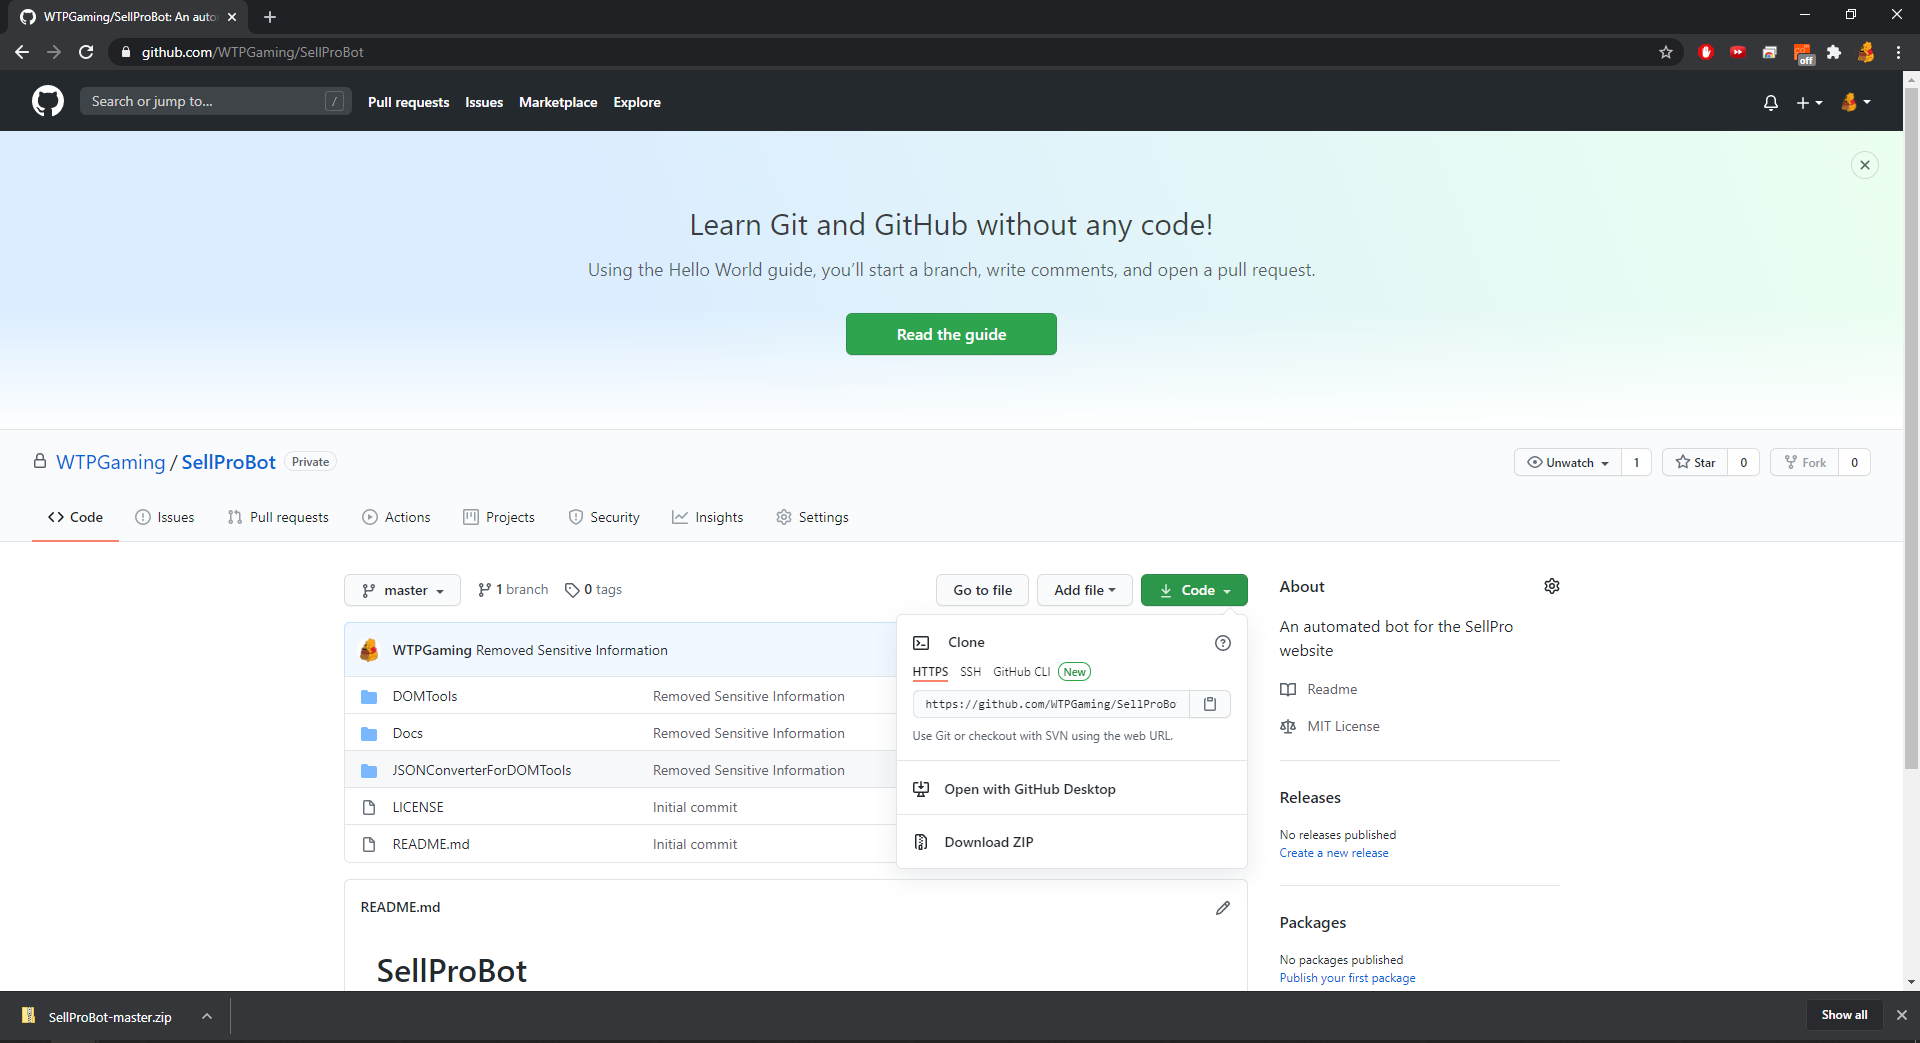 WTPGaming/SellProBot: An auto
github.com/WTPGaming/SellProBot
off
Search or jump to...
/
Pull requests
Issues
Marketplace
Explore
Learn Git and GitHub without any code!
Using the Hello World guide, you’ll start a branch, write comments, and open a pull request.
Read the guide
WTPGaming / SellProBot
Private
Unwatch
1
Star
0
Fork
0
Code
Issues
Pull requests
Actions
Projects
Security
Insights
Settings
master
1 branch
0 tags
Go to file
Add file
Code
WTPGaming Removed Sensitive Information
DOMTools
Removed Sensitive Information
Docs
Removed Sensitive Information
JSONConverterForDOMTools
Removed Sensitive Information
LICENSE
Initial commit
README.md
Initial commit
Clone
HTTPS
SSH
GitHub CLI
New
https://github.com/WTPGaming/SellProBo
Use Git or checkout with SVN using the web URL.
Open with GitHub Desktop
Download ZIP
README.md
SellProBot
About
An automated bot for the SellPro
website
Readme
MIT License
Releases
No releases published
Create a new release
Packages
No packages published
Publish your first package
SellProBot-master.zip
Show all